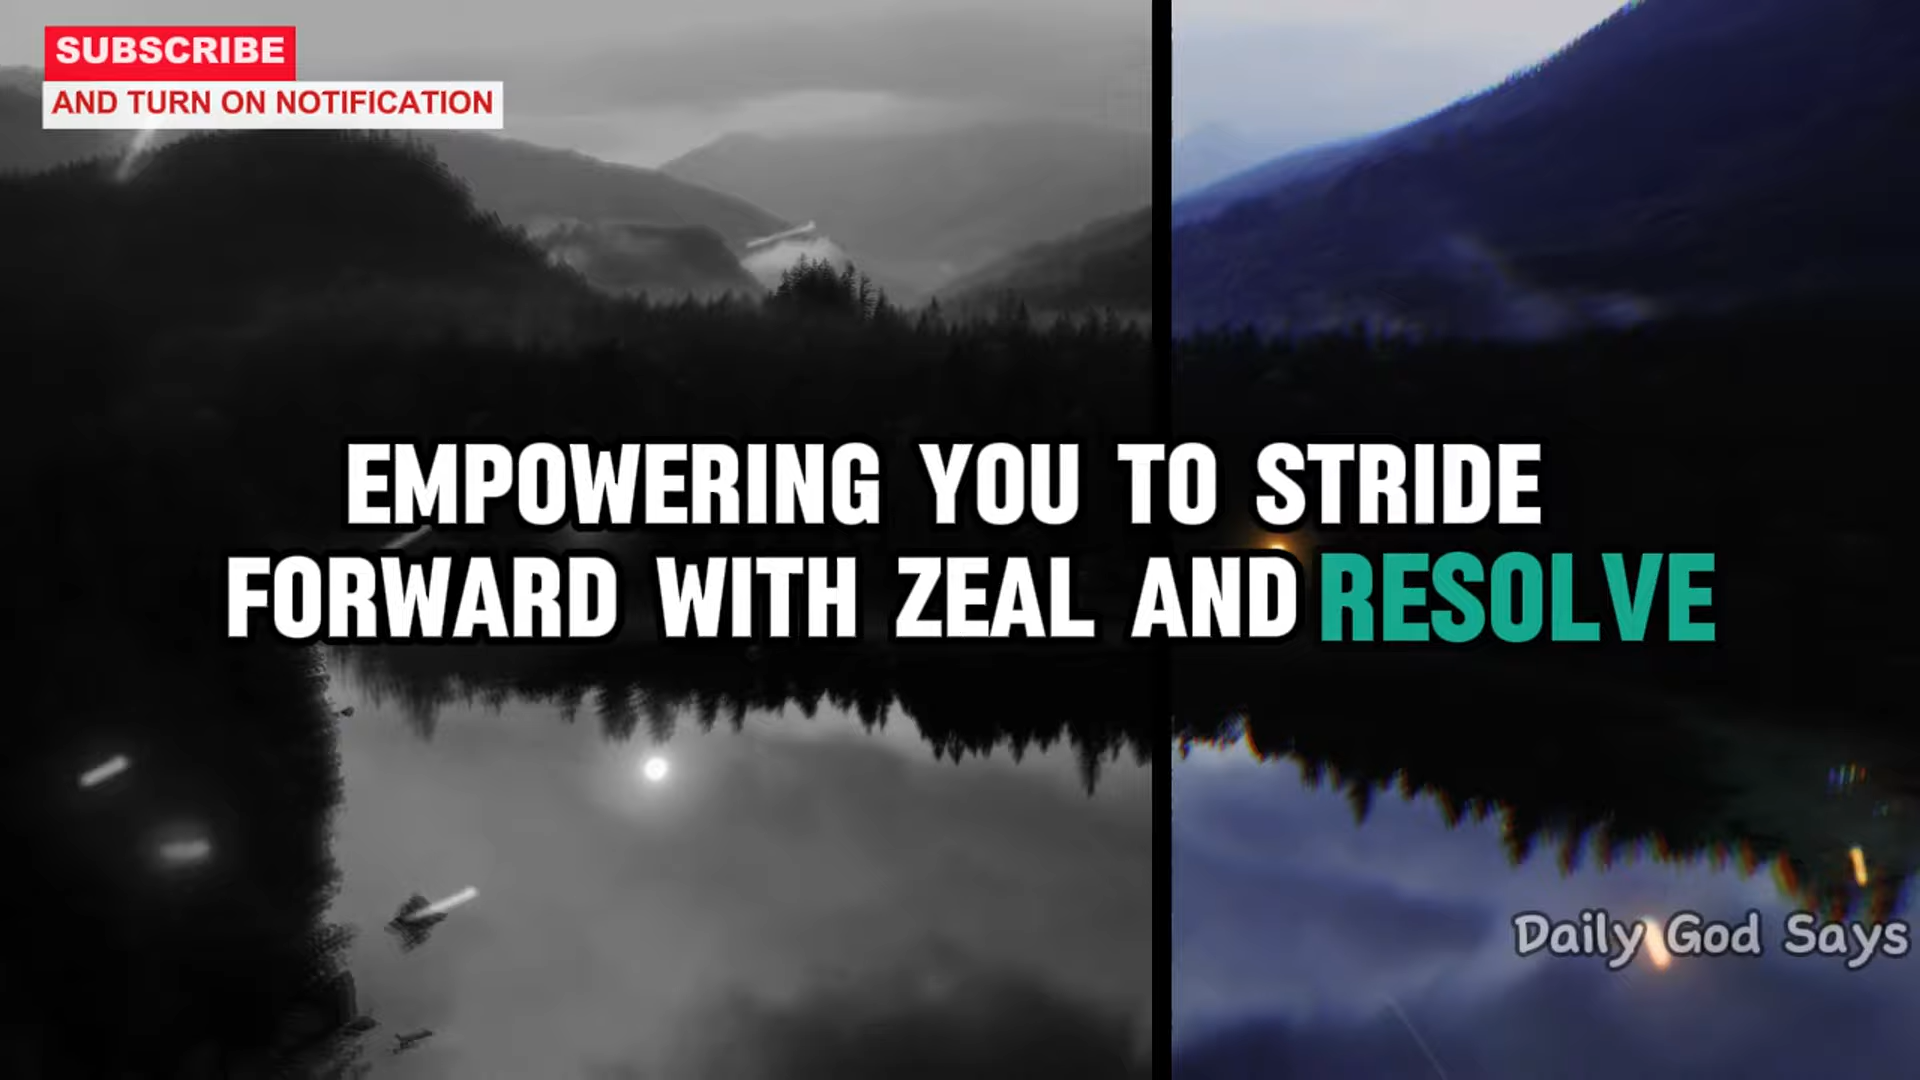 SUBSCRIBE
AND TURN ON NOTIFICATION
EMPOWERING YOU TO STRIDE
FORWARD WITH ZEAL AND RESOLVE
Daily God Says